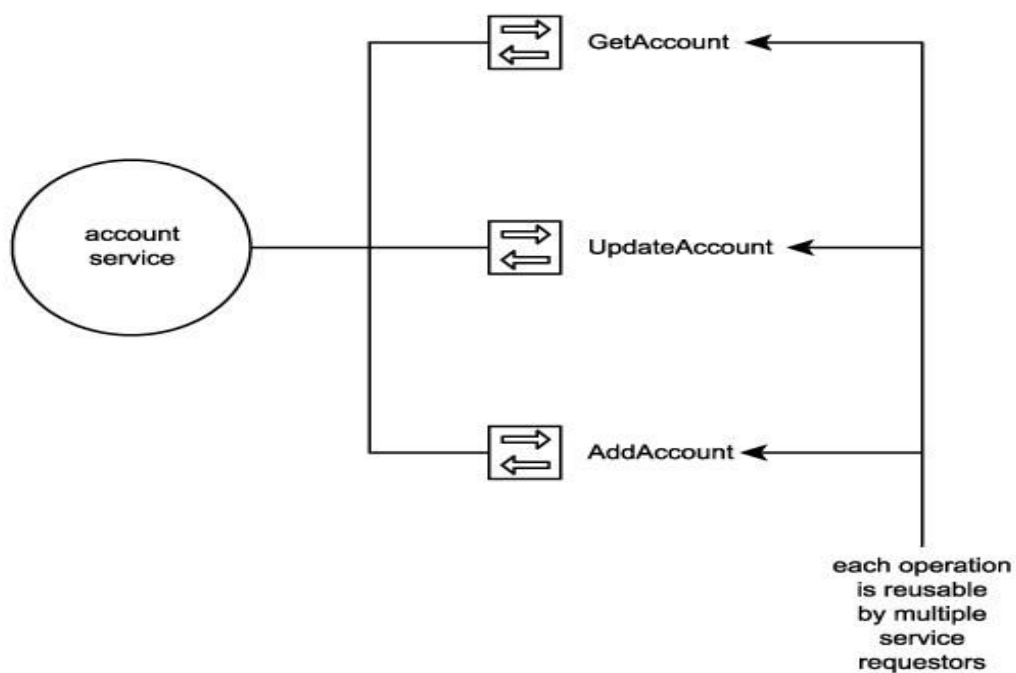 GetAccount
account
service
UpdateAccount
AddAccount
each operation
is reusable
by multiple
service
requestors